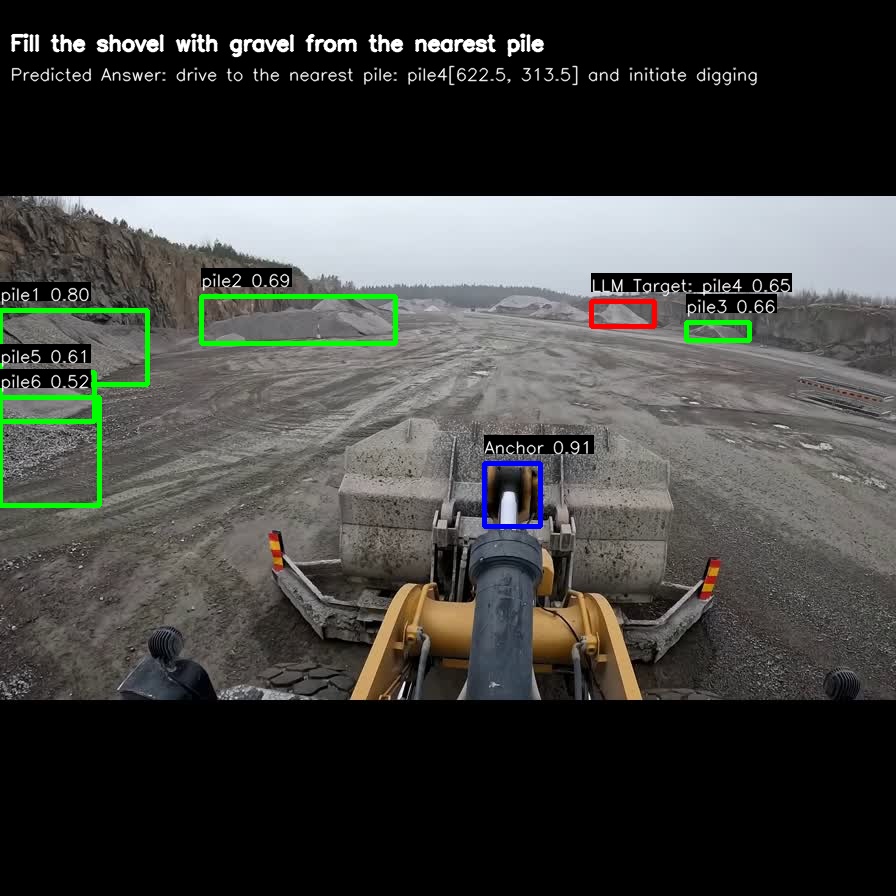 Fill the shovel with gravel from the nearest pile
Predicted Answer: drive to the nearest pile: pile4[622.5, 313.5] and initiate digging
pile2 0.69
LLM Target: pile4 0.65
pile1 0.80
pile3 0.66
pile5 0.61
pile6 0.52
Anchor 0.91